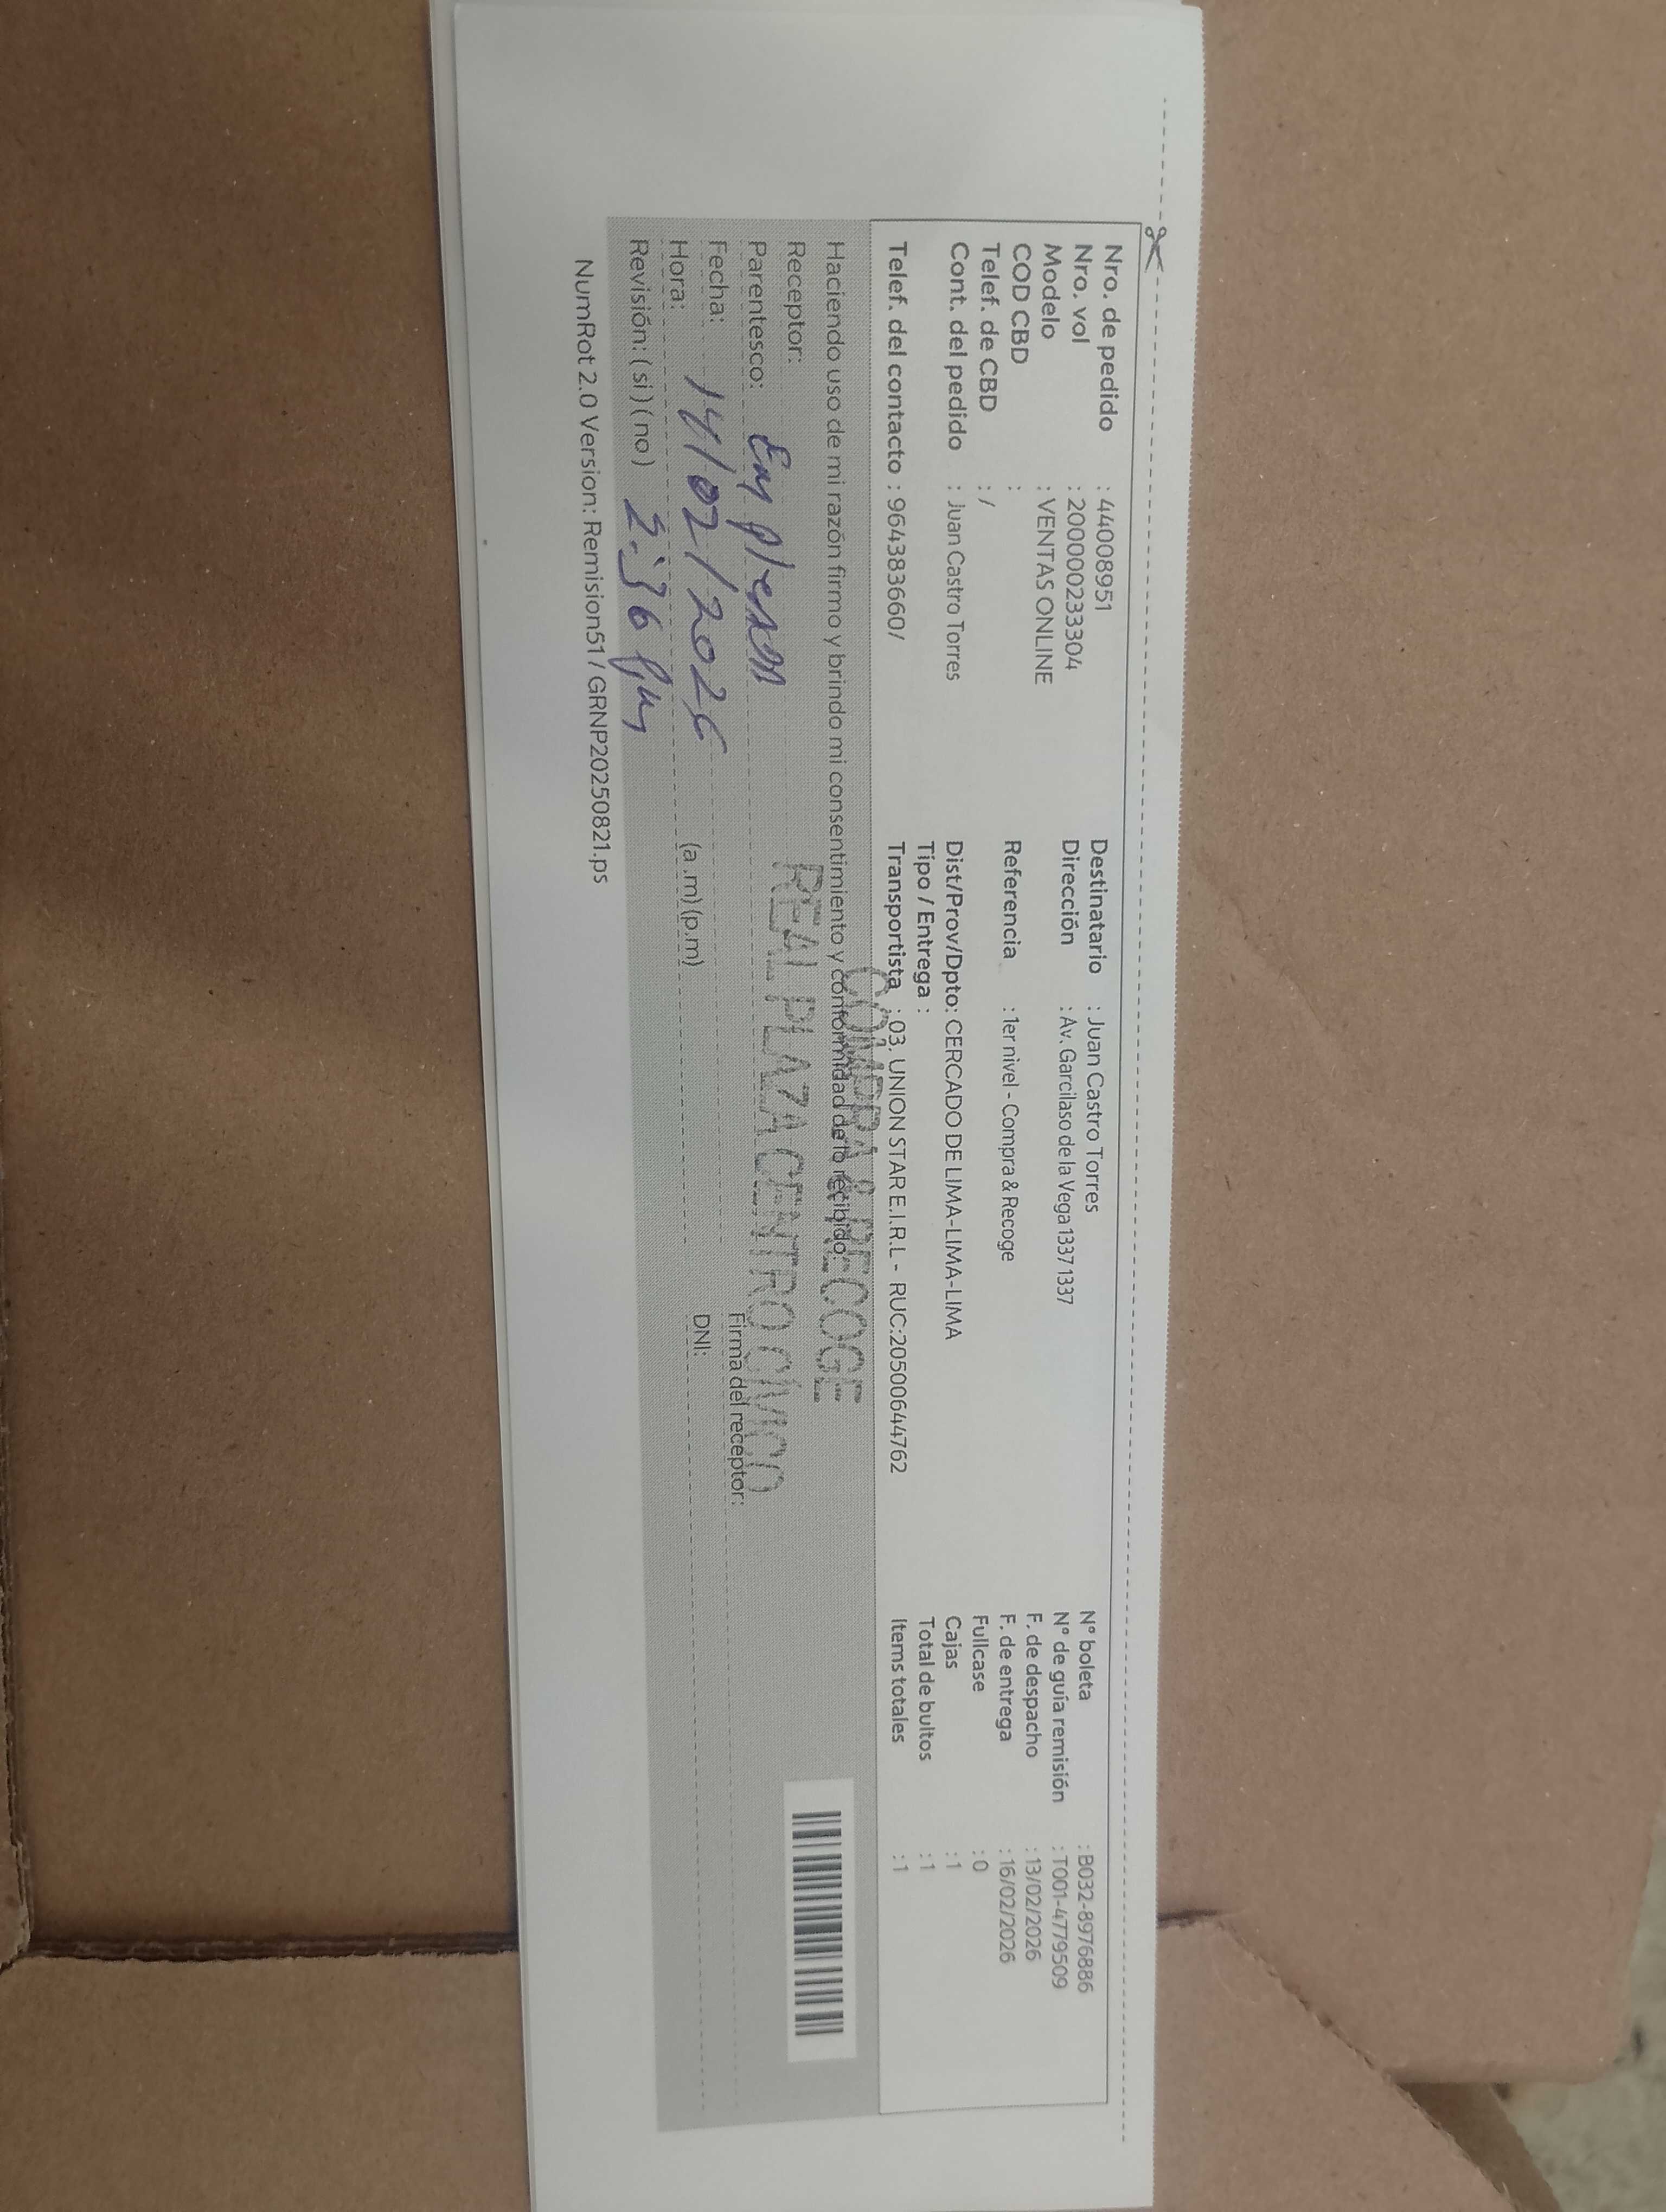 Nro. de pedido : 44008951
Nro. vol : 2000000233304
Modelo : VENTAS ONLINE
COD CBD :
Telef. de CBD : /
Cont. del pedido : Juan Castro Torres
Telef. del contacto : 964383660/
Destinatario : Juan Castro Torres
Dirección : Av. Garcilaso de la Vega 1337 1337
Referencia : 1er nivel - Compra & Recoge
Dist/Prov/Dpto: CERCADO DE LIMA-LIMA-LIMA
Tipo / Entrega :
Transportista : 03. UNION STAR E.I.R.L - RUC:20500644762
N° boleta : B032-8976886
N° de guía remisión : T001-4779509
F. de despacho : 13/02/2026
F. de entrega : 16/02/2026
Fullcase : 0
Cajas : 1
Total de bultos : 1
Items totales : 1
Haciendo uso de mi razón firmo y brindo mi consentimiento y conformidad de lo recibido.
COMPRA & RECOGE
REAL PLAZA CENTRO CIVICO
Receptor:
Parentesco:
Fecha: 14/02/2026
Hora: (a .m) (p.m)
Revisión: ( si ) ( no ) 2:36 pm
Firma del receptor:
DNI:
NumRot 2.0 Version: Remision51 / GRNP20250821.ps